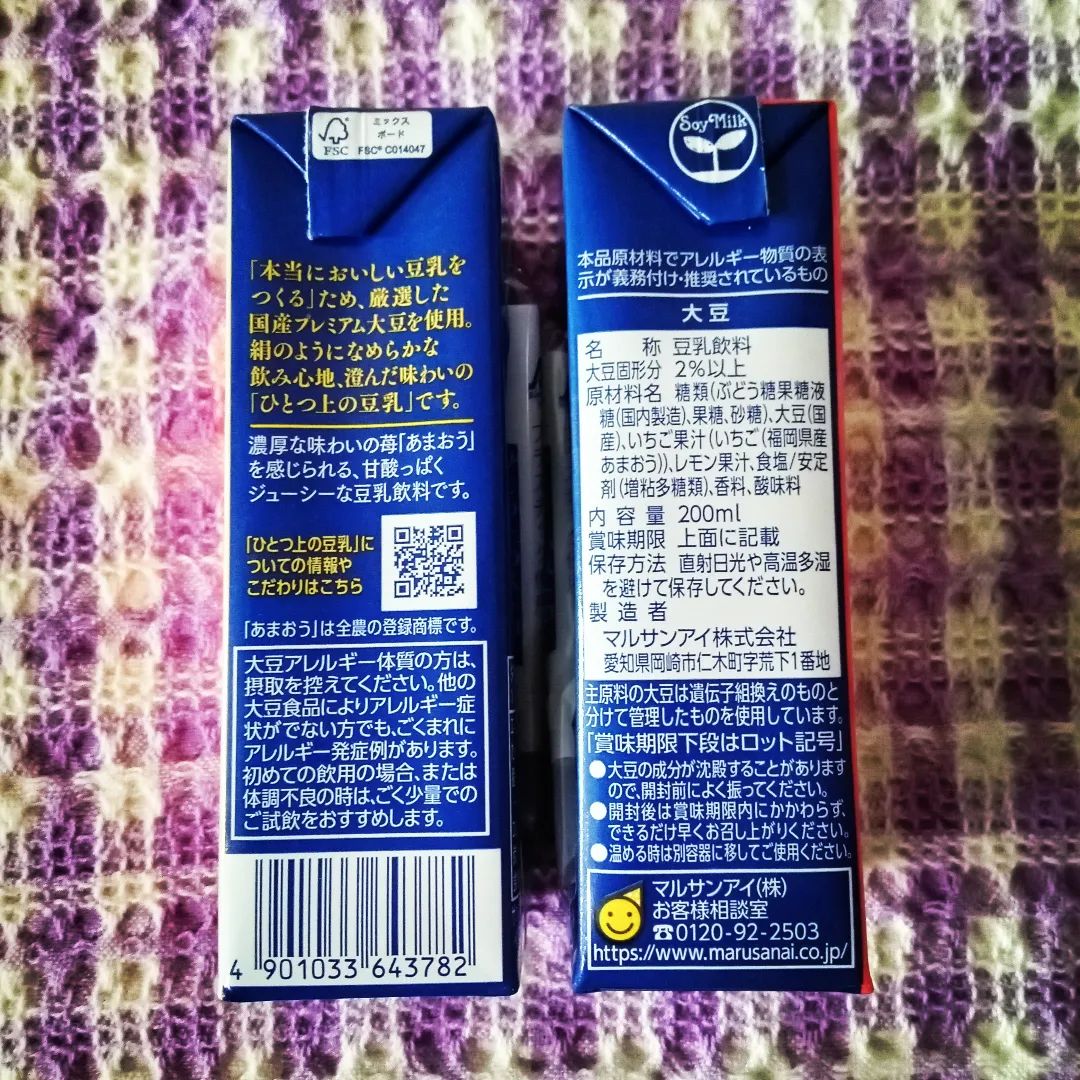 ミックス
ボード
FSC
FSC® C014047
「本当においしい豆乳を
つくる」ため、厳選した
国産プレミアム大豆を使用。
絹のようになめらかな
飲み心地、澄んだ味わいの
「ひとつ上の豆乳」です。
濃厚な味わいの苺「あまおう」
を感じられる、甘酸っぱく
ジューシーな豆乳飲料です。
「ひとつ上の豆乳」に
ついての情報や
こだわりはこちら
「あまおう」は全農の登録商標です。
大豆アレルギー体質の方は、
摂取を控えてください。他の
大豆食品によりアレルギー症
状がでない方でも、ごくまれに
アレルギー発症例があります。
初めての飲用の場合、または
体調不良の時は、ごく少量での
ご試飲をおすすめします。
4 901033 643782
Soy Milk
本品原材料でアレルギー物質の表
示が義務付け・推奨されているもの
大豆
名称 豆乳飲料
大豆固形分 2%以上
原材料名 糖類(ぶどう糖果糖液
糖(国内製造)、果糖、砂糖)、大豆(国
産)、いちご果汁(いちご(福岡県産
あまおう))、レモン果汁、食塩/安定
剤(増粘多糖類)、香料、酸味料
内容量 200ml
賞味期限 上面に記載
保存方法 直射日光や高温多湿
を避けて保存してください。
製造者
マルサンアイ株式会社
愛知県岡崎市仁木町字荒下1番地
主原料の大豆は遺伝子組換えのものと
分けて管理したものを使用しています。
「賞味期限下段はロット記号」
●大豆の成分が沈殿することがあります
ので、開封前によく振ってください。
●開封後は賞味期限内にかかわらず、
できるだけ早くお召し上がりください。
●温める時は別容器に移してご使用ください。
マルサンアイ(株)
お客様相談室
☎0120-92-2503
https://www.marusanai.co.jp/